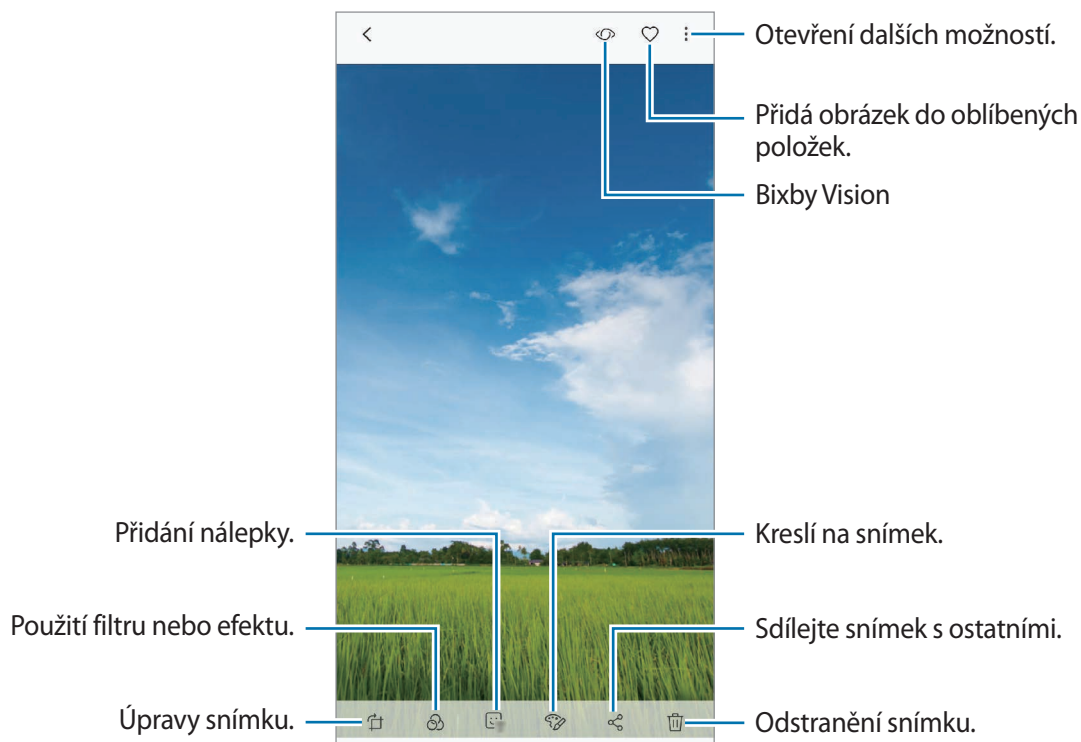 Otevření dalších možností.
Přidá obrázek do oblíbených
položek.
Bixby Vision
Přidání nálepky.
Kreslí na snímek.
Použití filtru nebo efektu.
Sdílejte snímek s ostatními.
Úpravy snímku.
Odstranění snímku.